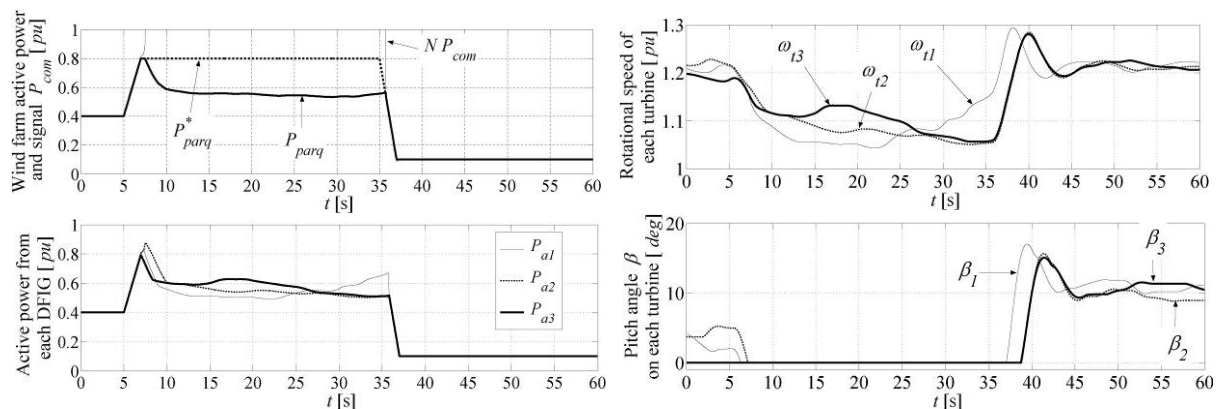 Wind farm active power
and signal P_com [pu]
1
0.8
0.6
0.4
0.2
0
N P_com
P*_parq
P_parq
0 5 10 15 20 25 30 35 40 45 50 55 60
t [s]
Rotational speed of
each turbine [pu]
1.3
1.2
1.1
1
ω_t3
ω_t2
ω_t1
0 5 10 15 20 25 30 35 40 45 50 55 60
t [s]
Active power from
each DFIG [pu]
1
0.8
0.6
0.4
0.2
0
P_a1
P_a2
P_a3
0 5 10 15 20 25 30 35 40 45 50 55 60
t [s]
Pitch angle β
on each turbine [deg]
20
10
0
β_1
β_3
β_2
0 5 10 15 20 25 30 35 40 45 50 55 60
t [s]